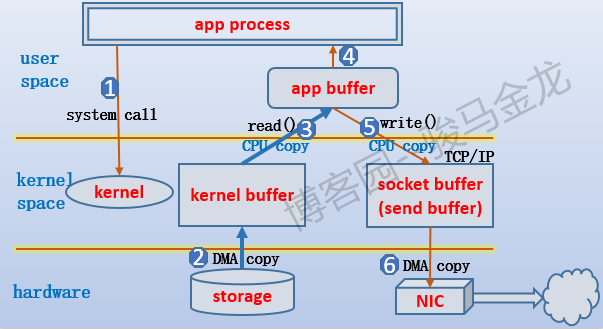 app process
user
space
1
4
app buffer
system call
read()
3
5
write()
CPU copy
CPU copy
TCP/IP
kernel
space
kernel
kernel buffer
socket buffer
(send buffer)
2
DMA copy
6
DMA copy
hardware
storage
NIC
博客园--骏马金龙